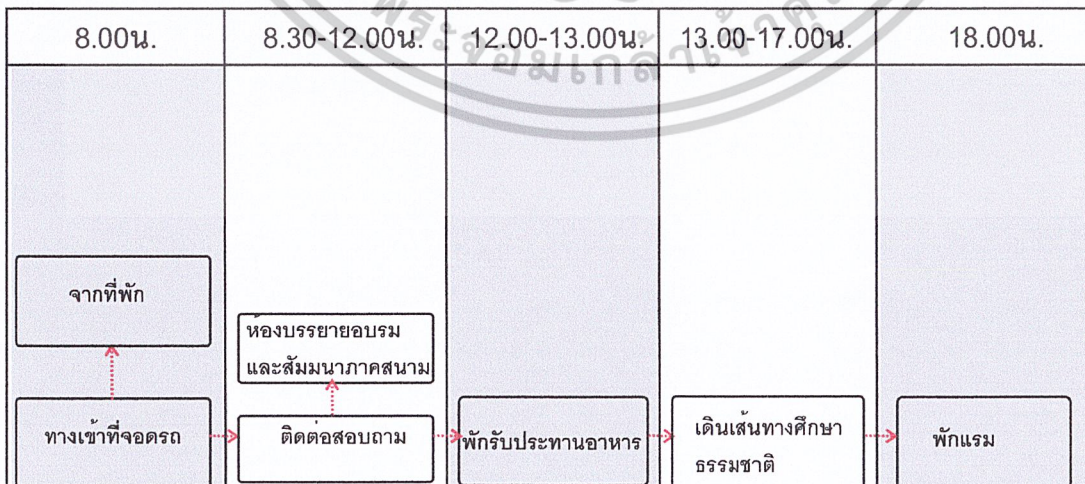 8.00น.
8.30-12.00น.
12.00-13.00น.
13.00-17.00น.
18.00น.
จากที่พัก
ห้องบรรยายอบรม
และสัมมนาภาคสนาม
ทางเข้าที่จอดรถ
ติดต่อสอบถาม
พักรับประทานอาหาร
เดินเส้นทางศึกษา
ธรรมชาติ
พักแรม